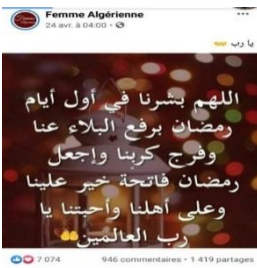 Femme Algérienne
24 avr. à 04:00 ·
يا رب
اللهم بشرنا في أول أيام
رمضان برفع البلاء عنا
وفرج كربنا وإجعل
رمضان فاتحة خير علينا
وعلى أهلنا وأحبتنا يا
رب العالمين
7 074
946 commentaires · 1 419 partages